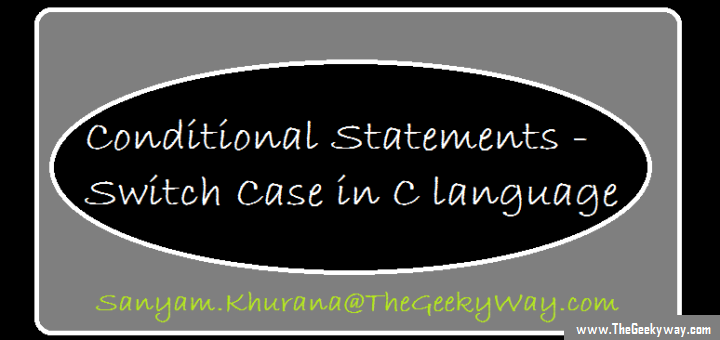 Conditional Statements -
Switch Case in C language
Sanyam.Khurana@TheGeekyWay.com
www.TheGeekyway.com